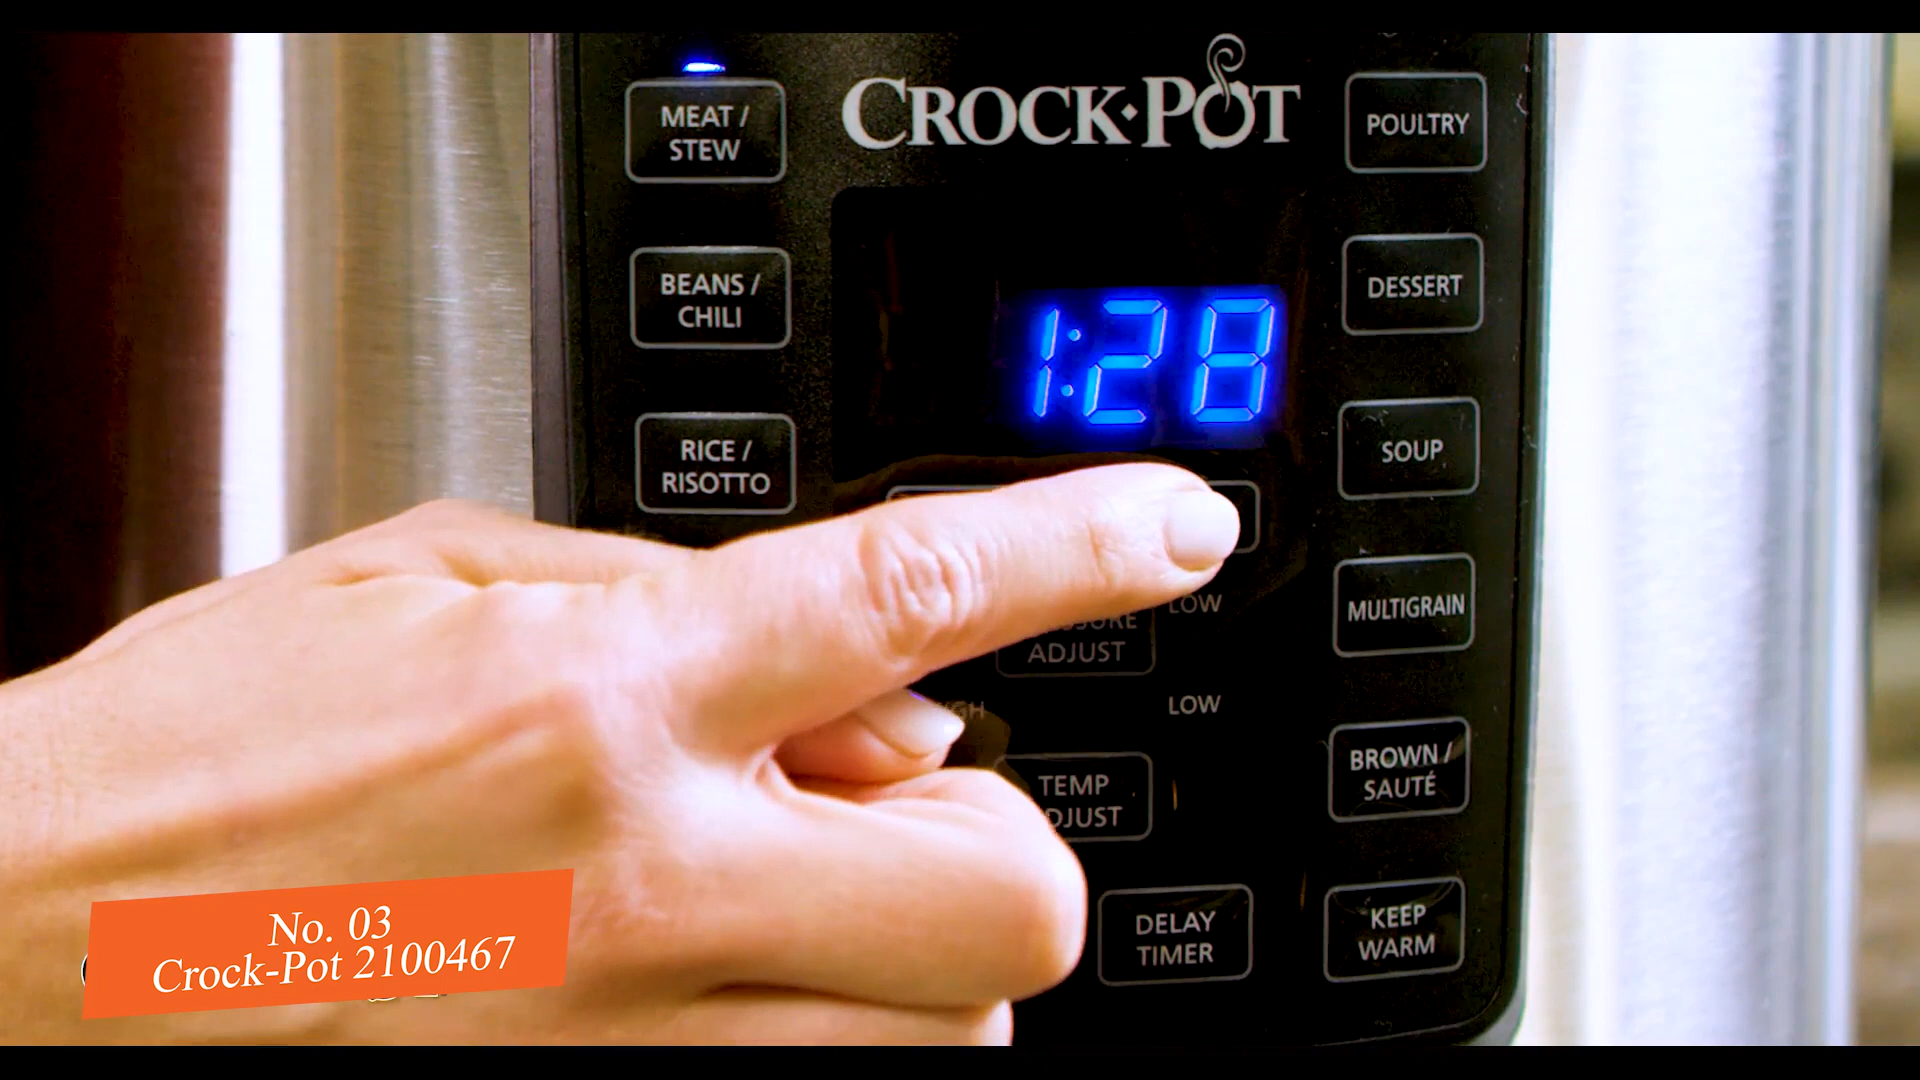 CROCK·POT
MEAT /
STEW
POULTRY
BEANS /
CHILI
DESSERT
1:28
RICE /
RISOTTO
SOUP
LOW
ADJUST
MULTIGRAIN
LOW
TEMP
BROWN /
SAUTÉ
DELAY
TIMER
KEEP
WARM
No. 03
Crock-Pot 2100467